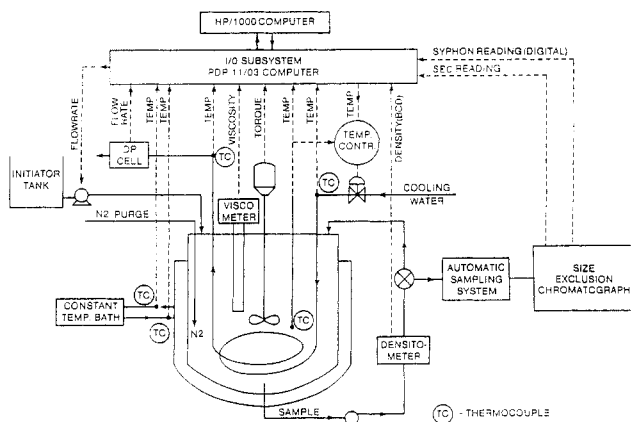 HP/1000 COMPUTER
I/O SUBSYSTEM
PDP 11/03 COMPUTER
SYPHON READING (DIGITAL)
SEC READING
FLOWRATE
FLOW
RATE
TEMP
TEMP
TEMP
VISCOSITY
TORQUE
TEMP
TEMP
TEMP
DENSITY(BCD)
DP
CELL
TC
TEMP.
CONTR.
INITIATOR
TANK
TC
COOLING
WATER
N2 PURGE
VISCO
METER
CONSTANT
TEMP. BATH
TC
TC
N2
TC
AUTOMATIC
SAMPLING
SYSTEM
SIZE
EXCLUSION
CHROMATOGRAPH
DENSITO-
METER
SAMPLE
TC - THERMOCOUPLE